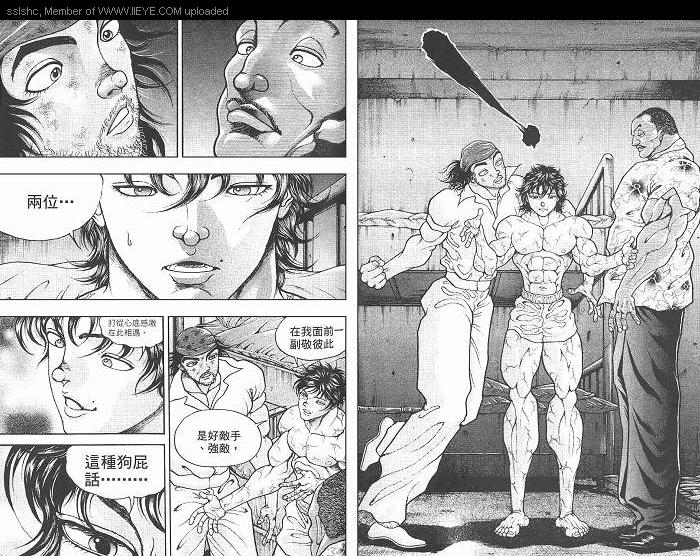 sslshc, Member of WWW.IIEYE.COM uploaded
兩位…
在我面前一
副敬彼此
是好敵手
、強敵，
打從心底感激
在此相遇，
這種狗屁
話………